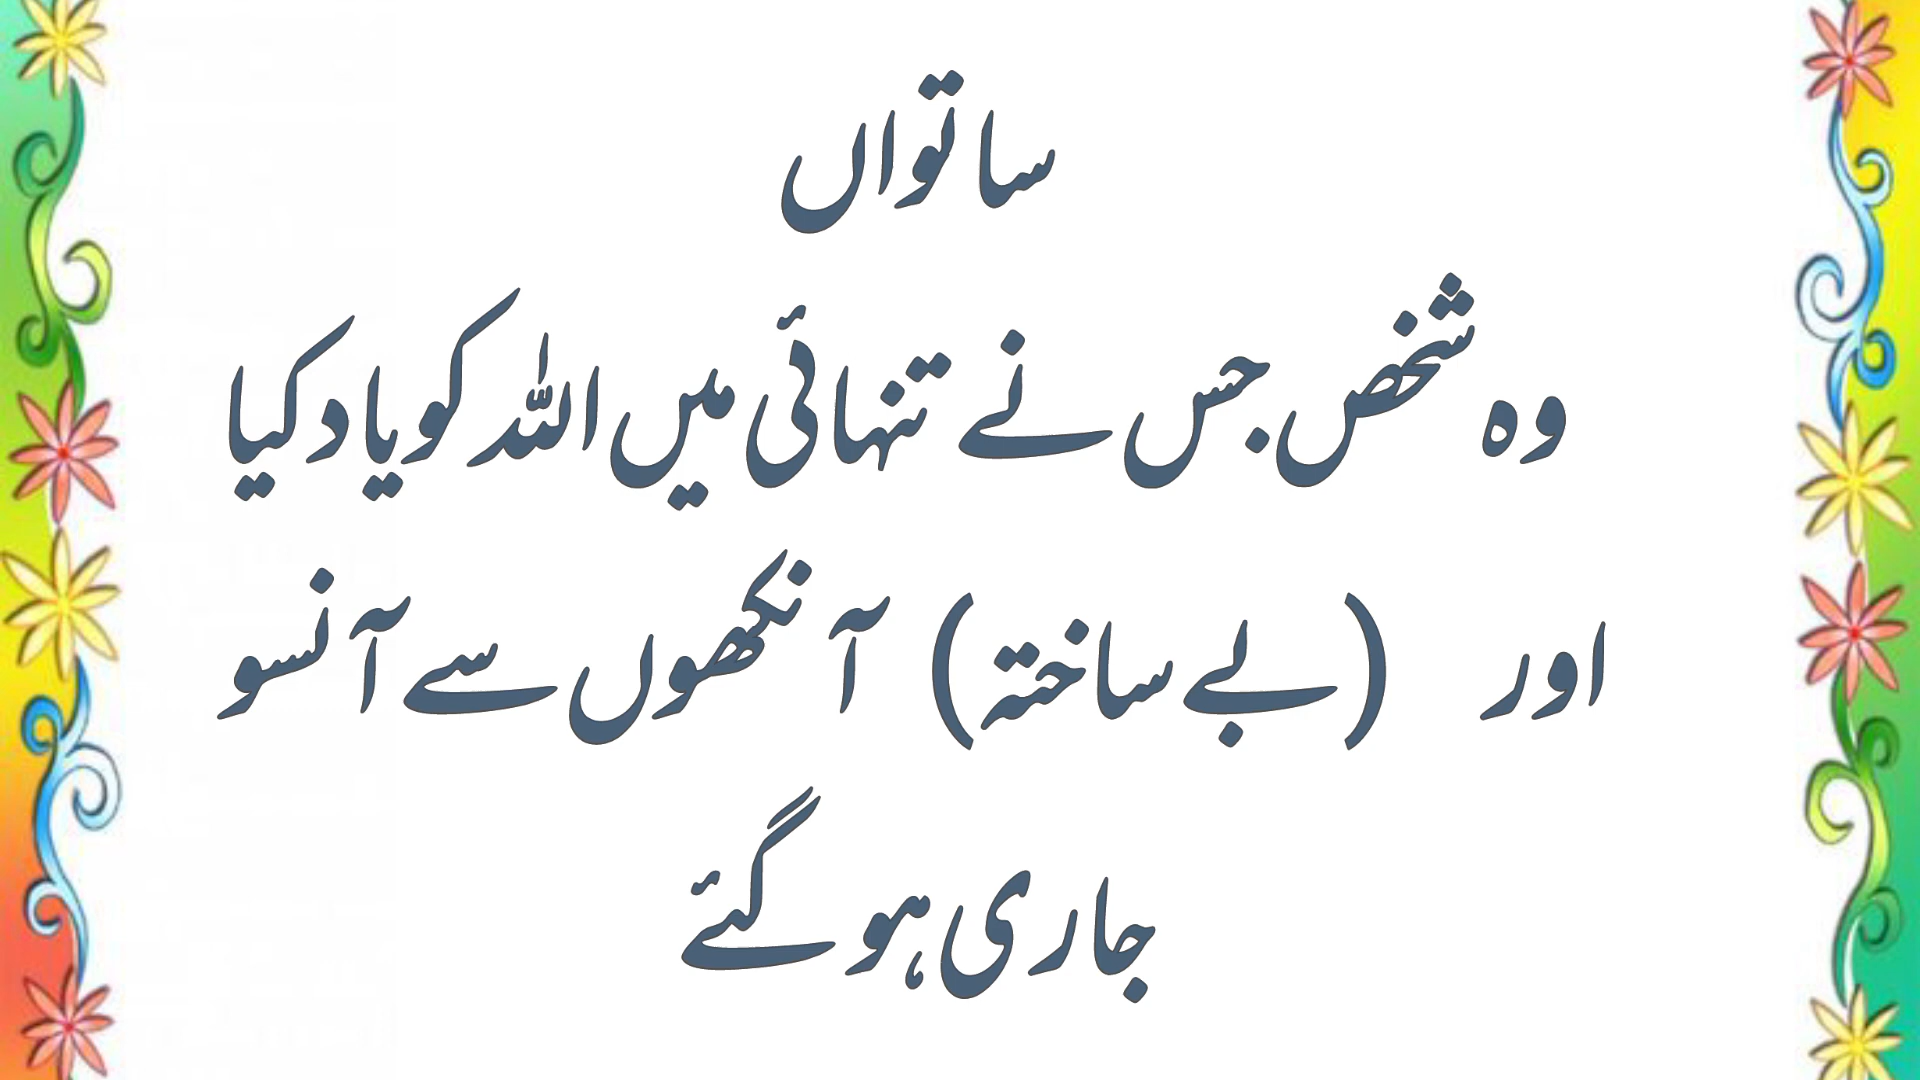 ساتواں
وہ شخص جس نے تنہائی میں اللہ کو یاد کیا
اور (بے ساختہ) آنکھوں سے آنسو
جاری ہو گئے